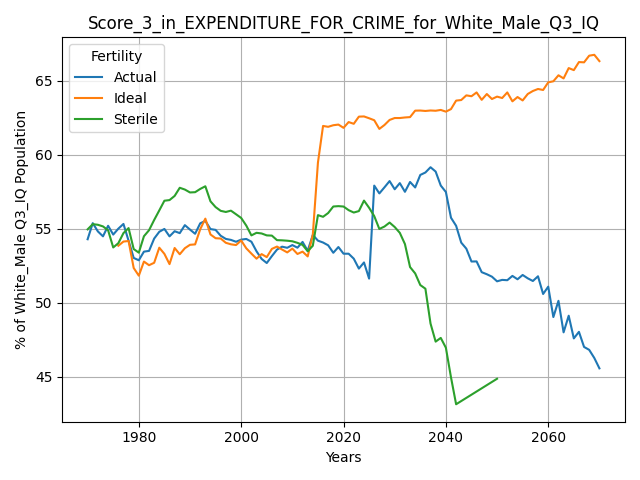 Score_3_in_EXPENDITURE_FOR_CRIME_for_White_Male_Q3_IQ
Fertility
Actual
Ideal
Sterile
% of White_Male Q3_IQ Population
65
60
55
50
45
1980
2000
2020
2040
2060
Years